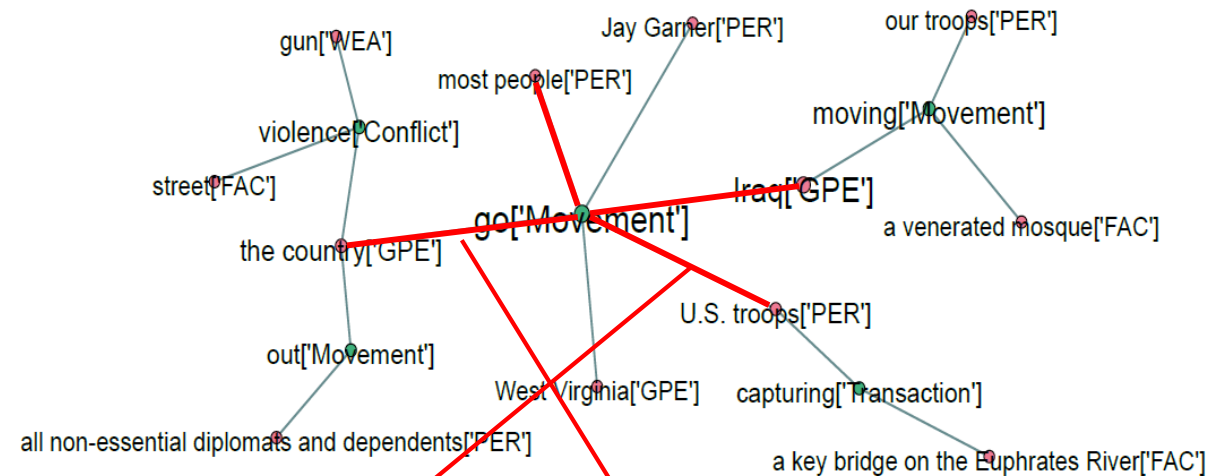 Jay Garner['PER']
our troops['PER']
gun['WEA']
most people['PER']
moving['Movement']
violence['Conflict']
street['FAC']
Iraq['GPE']
go['Movement']
a venerated mosque['FAC']
the country['GPE']
U.S. troops['PER']
out['Movement']
West Virginia['GPE']
capturing['Transaction']
all non-essential diplomats and dependents['PER']
a key bridge on the Euphrates River['FAC']